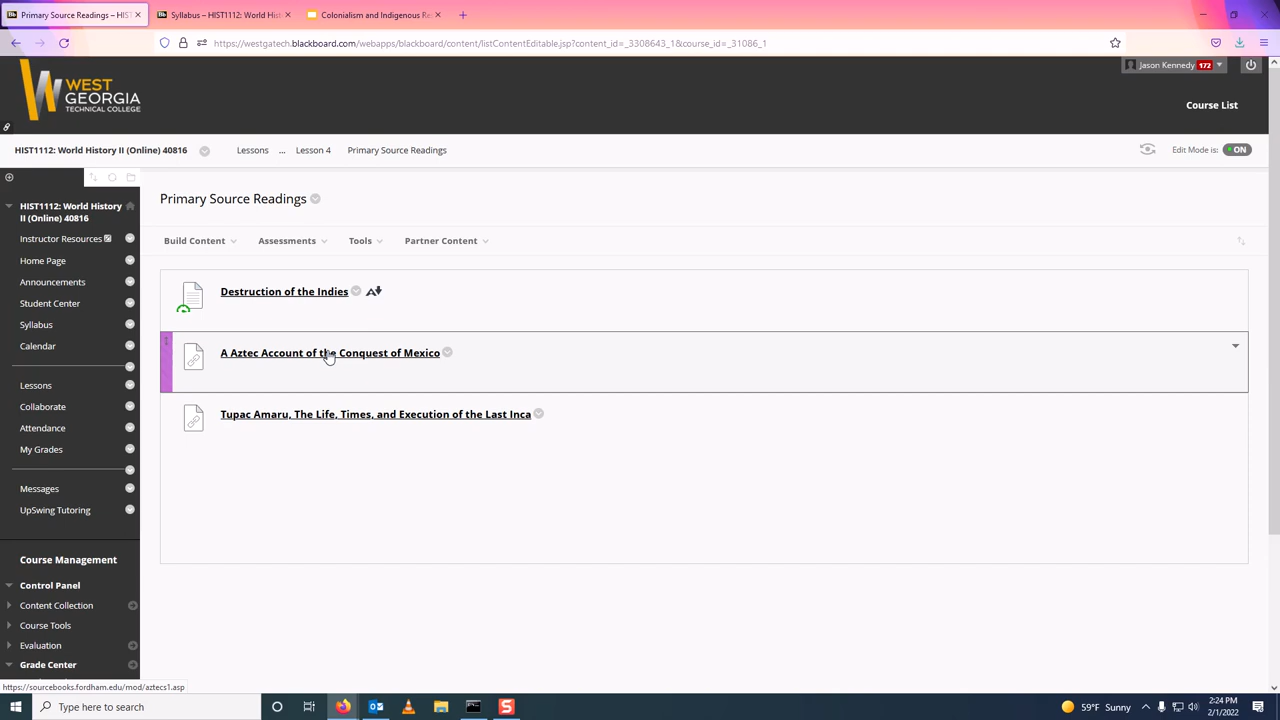 Primary Source Readings – HIST1
Syllabus – HIST1112: World Hist
Colonialism and Indigenous Re
https://westgatech.blackboard.com/webapps/blackboard/content/listContentEditable.jsp?content_id=_3308643_1&course_id=_31086_1
WEST
GEORGIA
TECHNICAL COLLEGE
Jason Kennedy 172
Course List
HIST1112: World History II (Online) 40816
Lessons ... Lesson 4 Primary Source Readings
Edit Mode is: ON
HIST1112: World History
II (Online) 40816
Instructor Resources
Home Page
Announcements
Student Center
Syllabus
Calendar
Lessons
Collaborate
Attendance
My Grades
Messages
UpSwing Tutoring
Course Management
Control Panel
Content Collection
Course Tools
Evaluation
Grade Center
Primary Source Readings
Build Content Assessments Tools Partner Content
Destruction of the Indies
A Aztec Account of the Conquest of Mexico
Tupac Amaru, The Life, Times, and Execution of the Last Inca
https://sourcebooks.fordham.edu/mod/aztecs1.asp
Type here to search
59°F Sunny
2:24 PM
2/1/2022